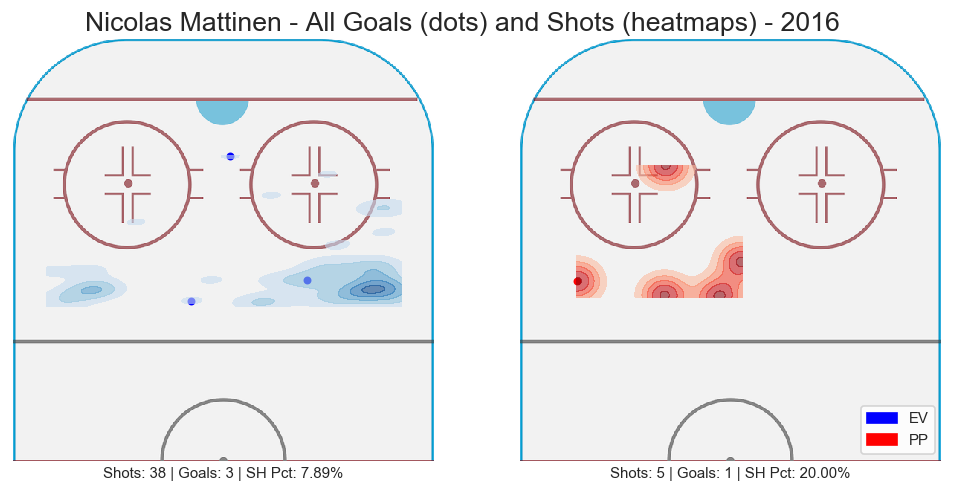 Nicolas Mattinen - All Goals (dots) and Shots (heatmaps) - 2016
EV
PP
Shots: 38 | Goals: 3 | SH Pct: 7.89%
Shots: 5 | Goals: 1 | SH Pct: 20.00%